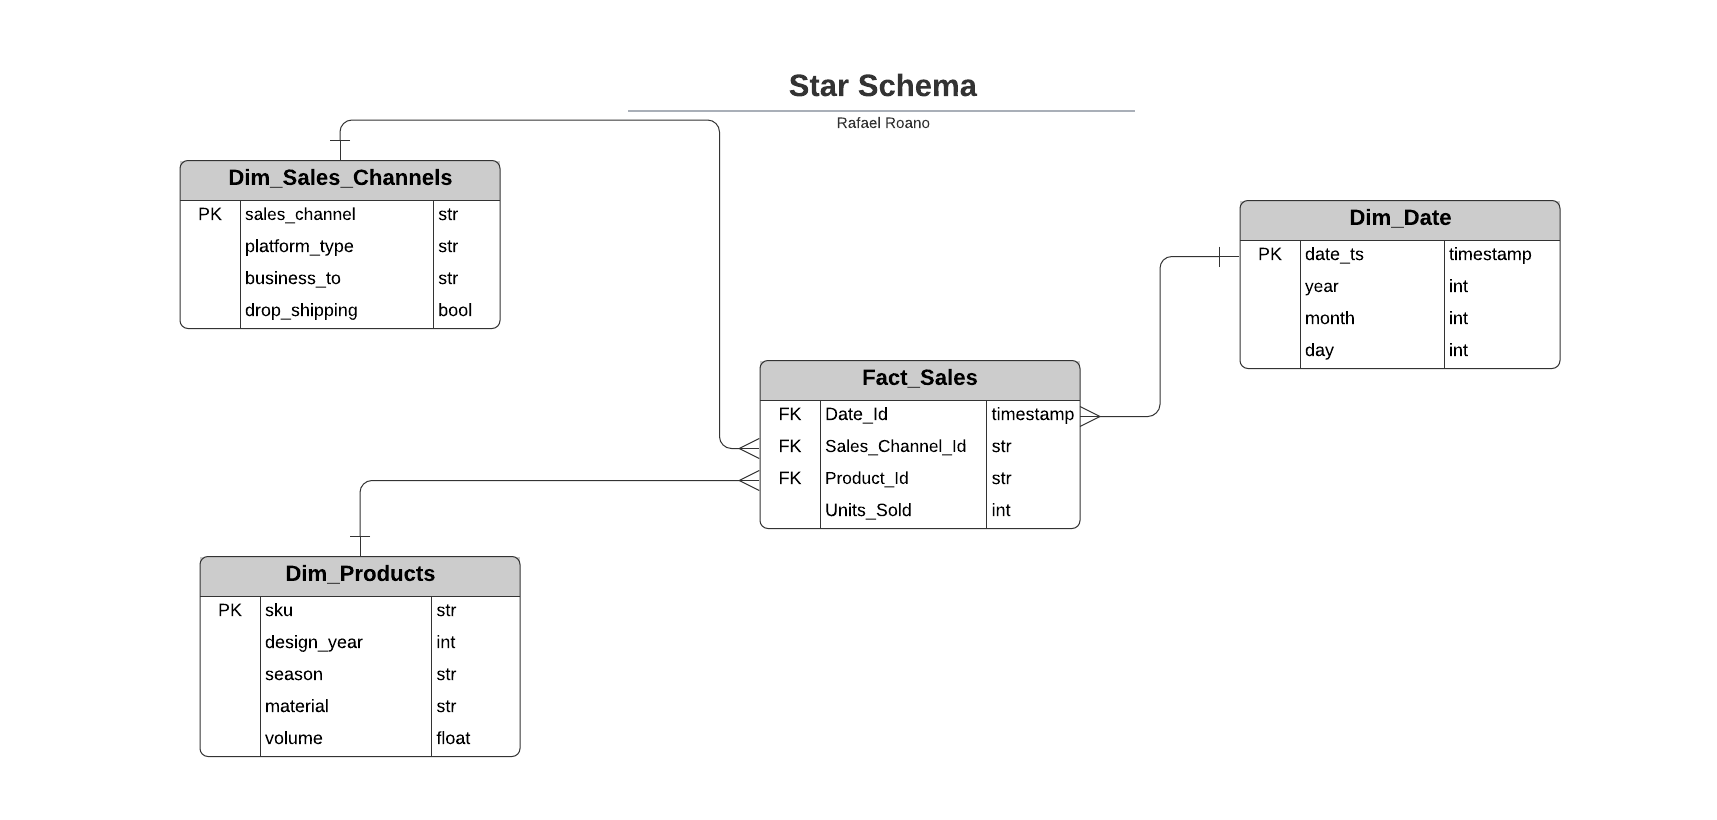 Star Schema
Rafael Roano
Dim_Sales_Channels
PK sales_channel str
platform_type str
business_to str
drop_shipping bool
Dim_Date
PK date_ts timestamp
year int
month int
day int
Fact_Sales
FK Date_Id timestamp
FK Sales_Channel_Id str
FK Product_Id str
Units_Sold int
Dim_Products
PK sku str
design_year int
season str
material str
volume float